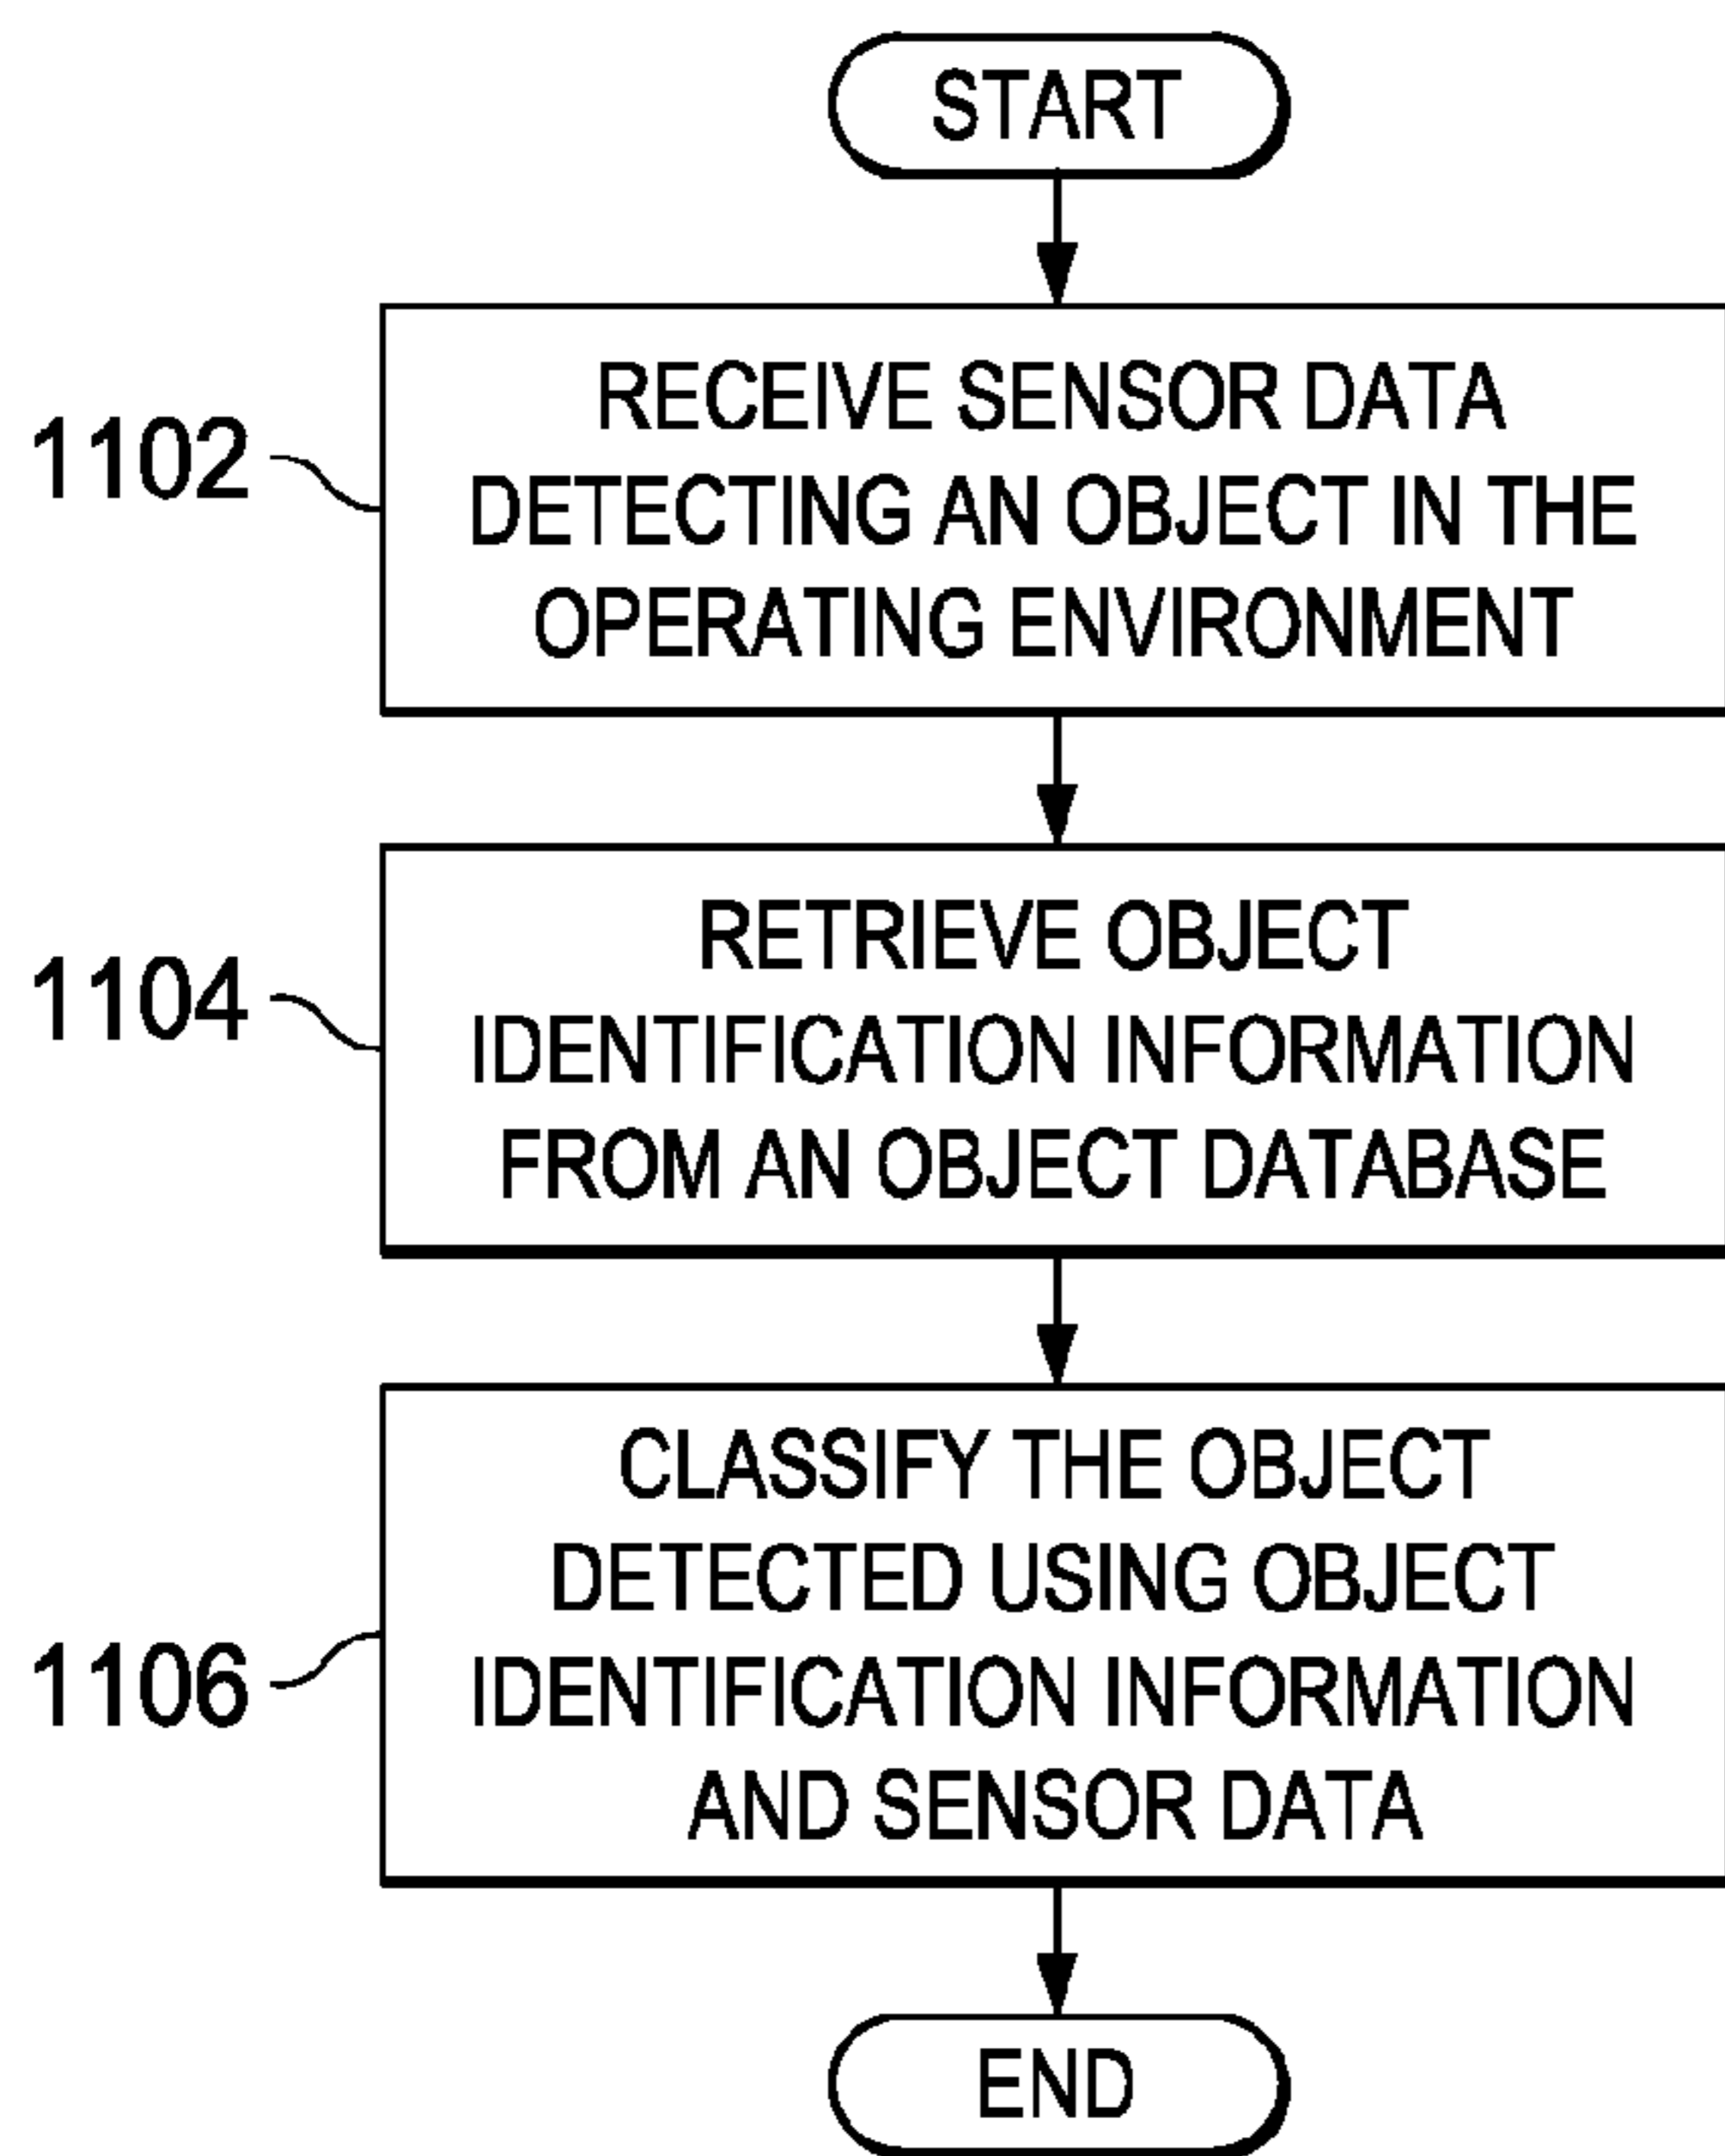 START
RECEIVE SENSOR DATA
DETECTING AN OBJECT IN THE
OPERATING ENVIRONMENT
1102
RETRIEVE OBJECT
IDENTIFICATION INFORMATION
FROM AN OBJECT DATABASE
1104
CLASSIFY THE OBJECT
DETECTED USING OBJECT
IDENTIFICATION INFORMATION
AND SENSOR DATA
1106
END